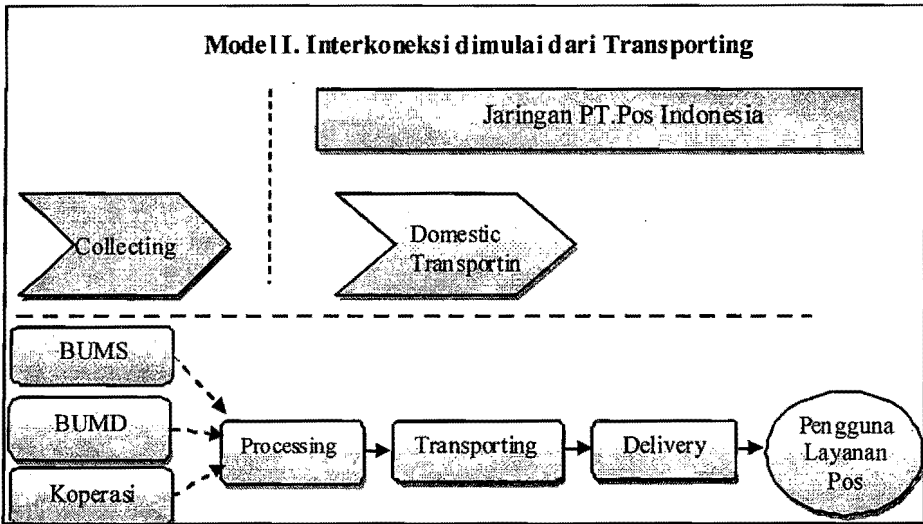 Model I. Interkoneksi dimulai dari Transporting
Jaringan PT.Pos Indonesia
Collecting
Domestic
Transportin
BUMS
BUMD
Koperasi
Processing
Transporting
Delivery
Pengguna
Layanan
Pos